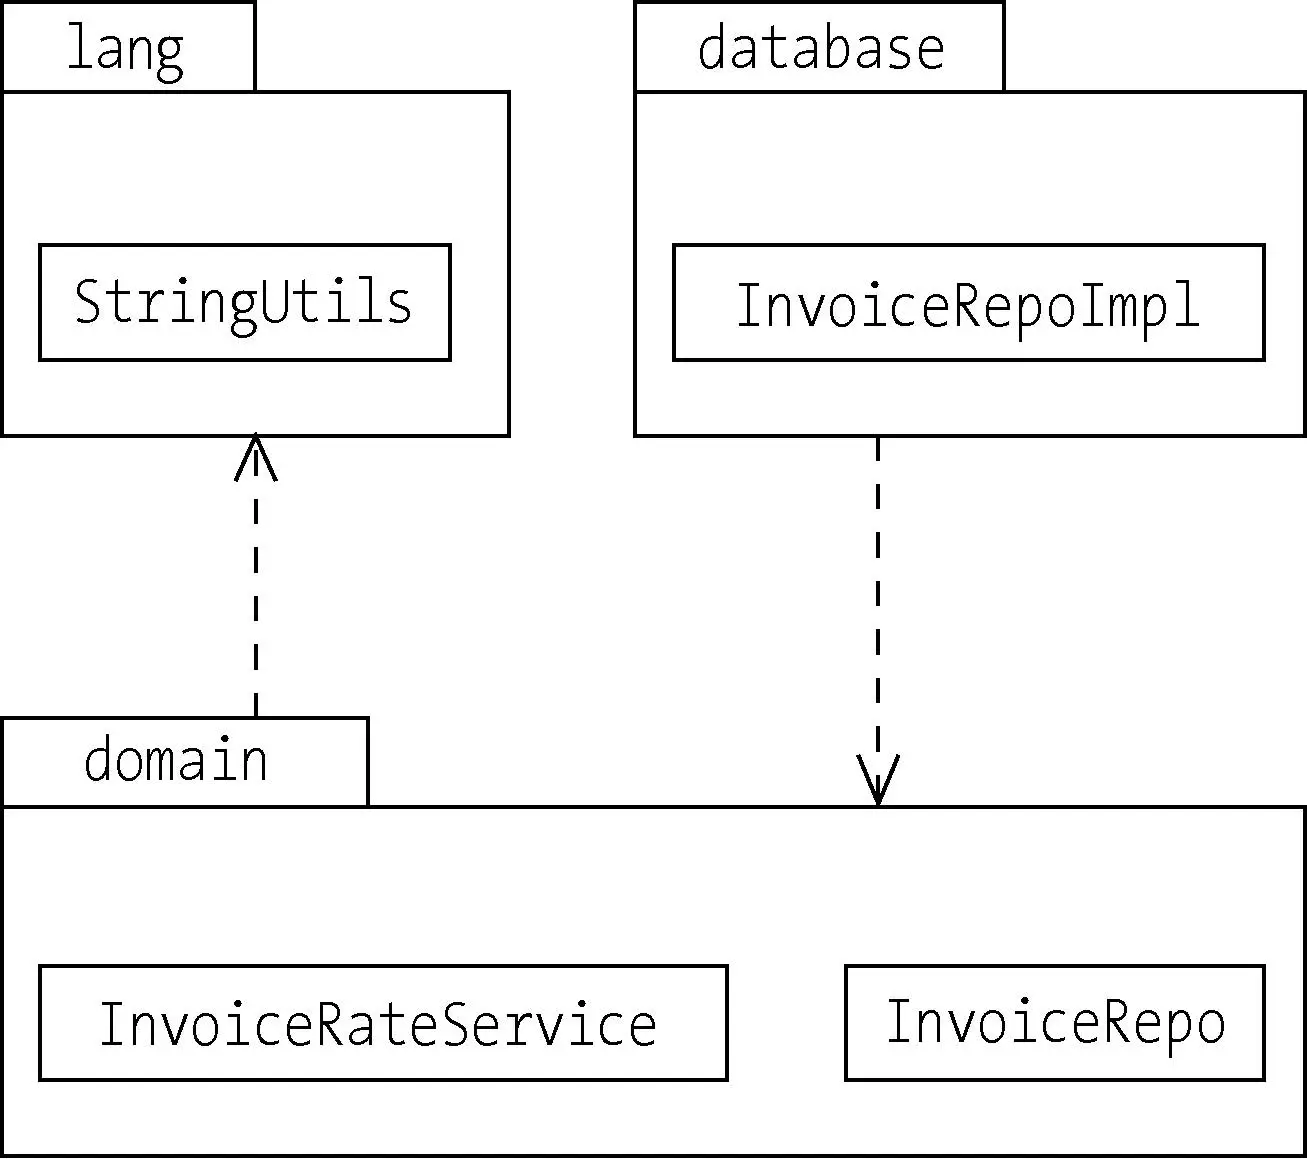 lang
database
StringUtils
InvoiceRepoImpl
domain
InvoiceRateService
InvoiceRepo